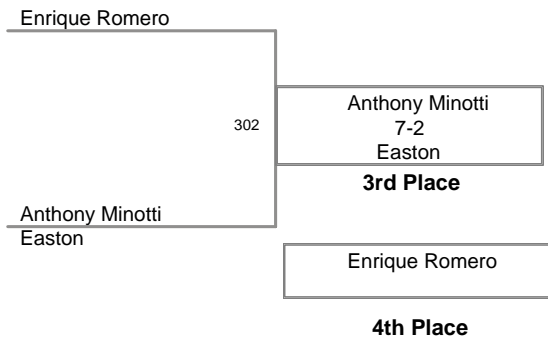 Enrique Romero
302
Anthony Minotti
7-2
Easton
3rd Place
Anthony Minotti
Easton
Enrique Romero
4th Place